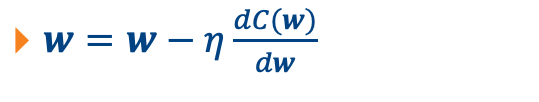 w = w − η dC(w)/dw